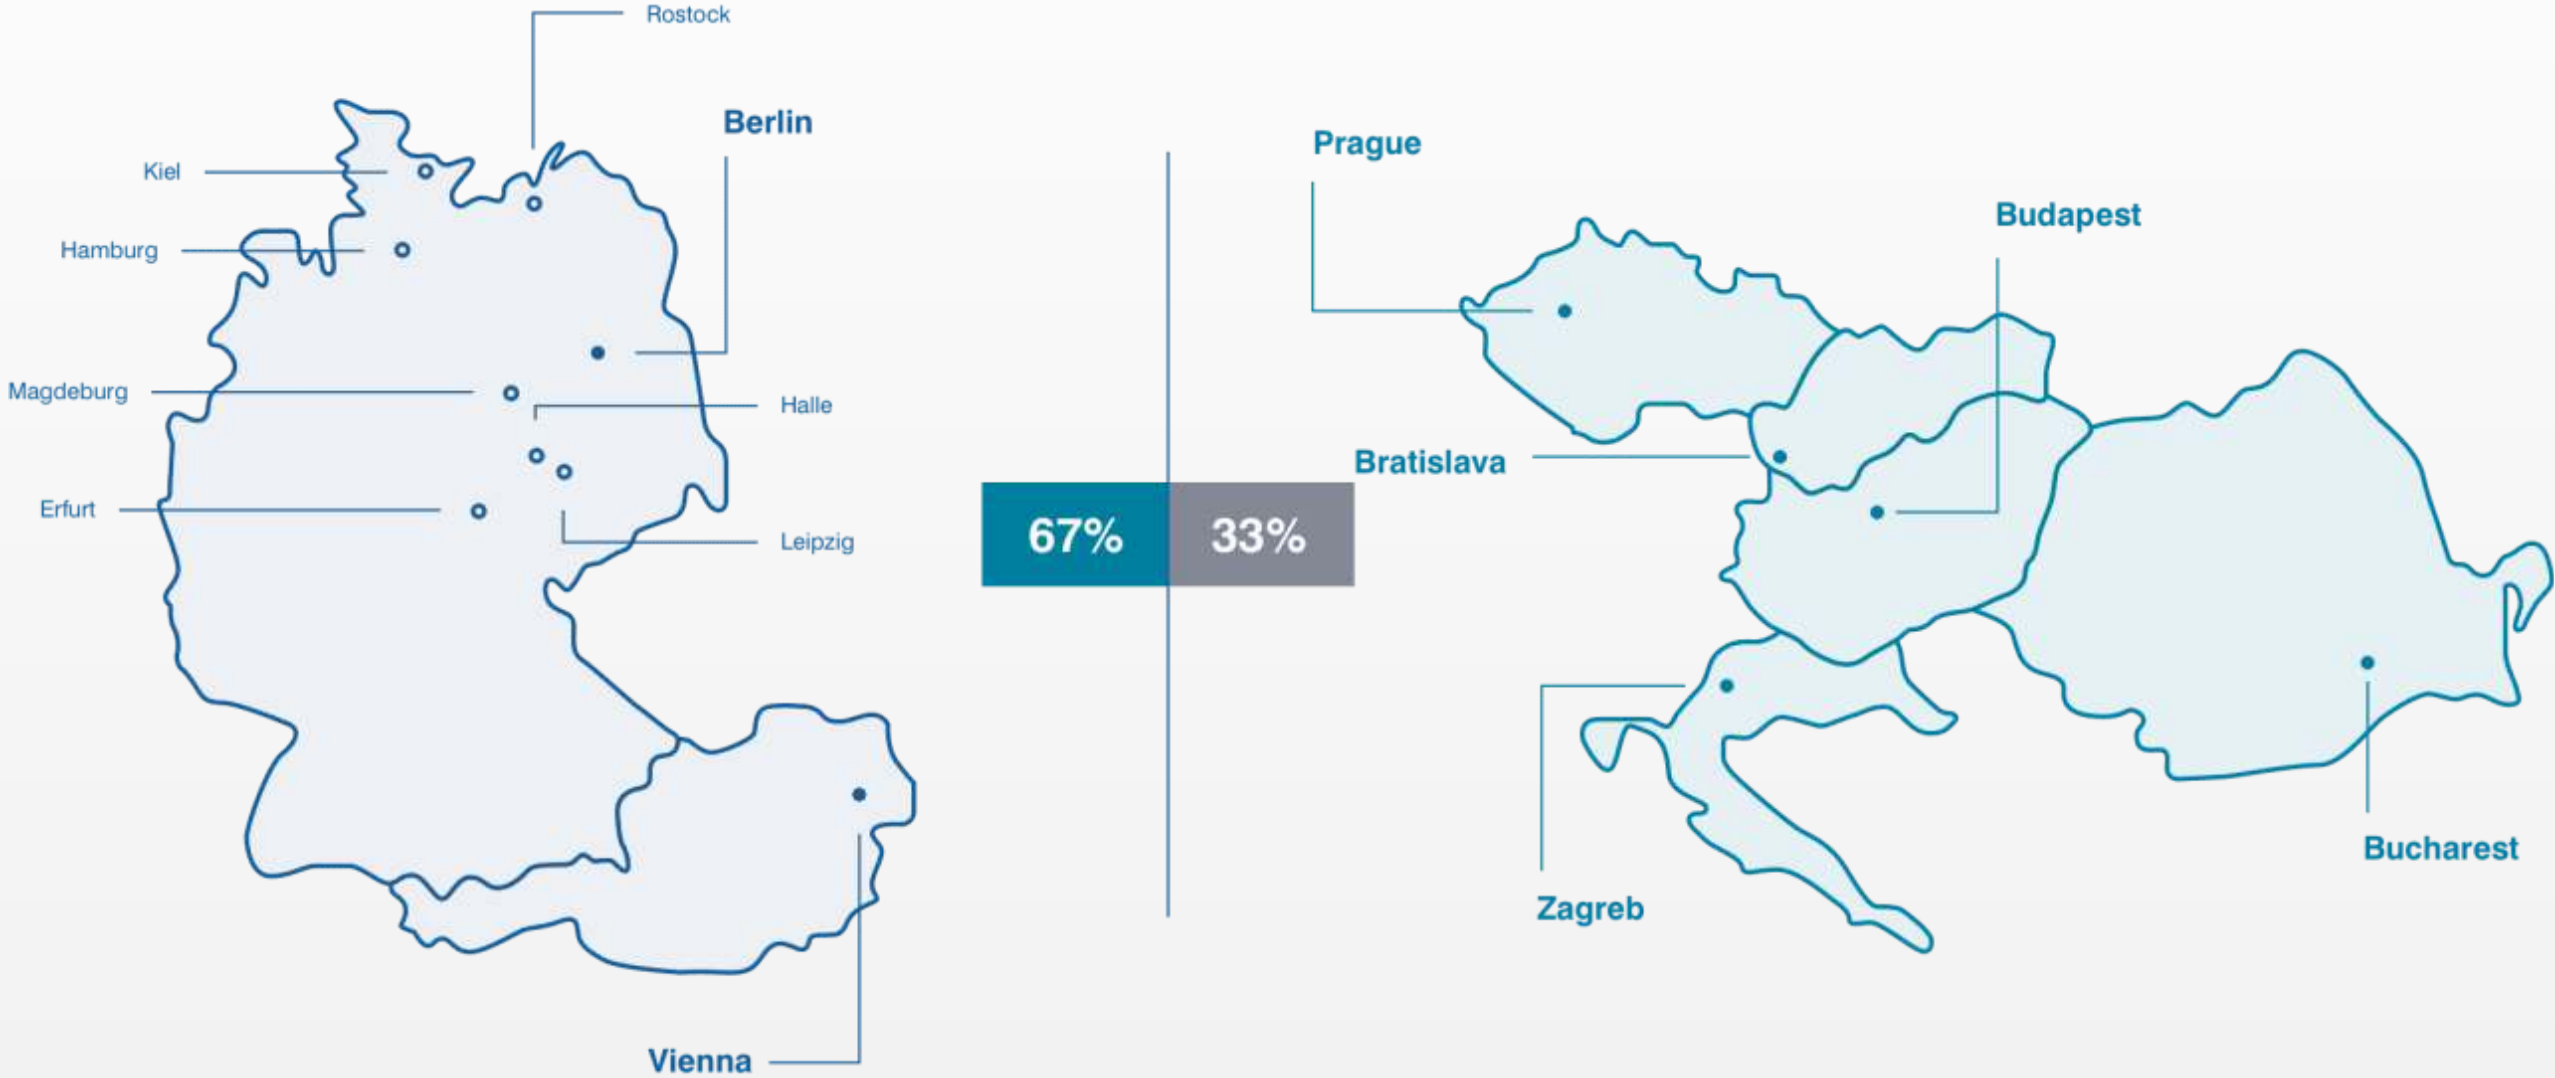 Rostock
Berlin
Kiel
Hamburg
Magdeburg
Halle
Erfurt
Leipzig
Vienna
67%
33%
Prague
Budapest
Bratislava
Zagreb
Bucharest